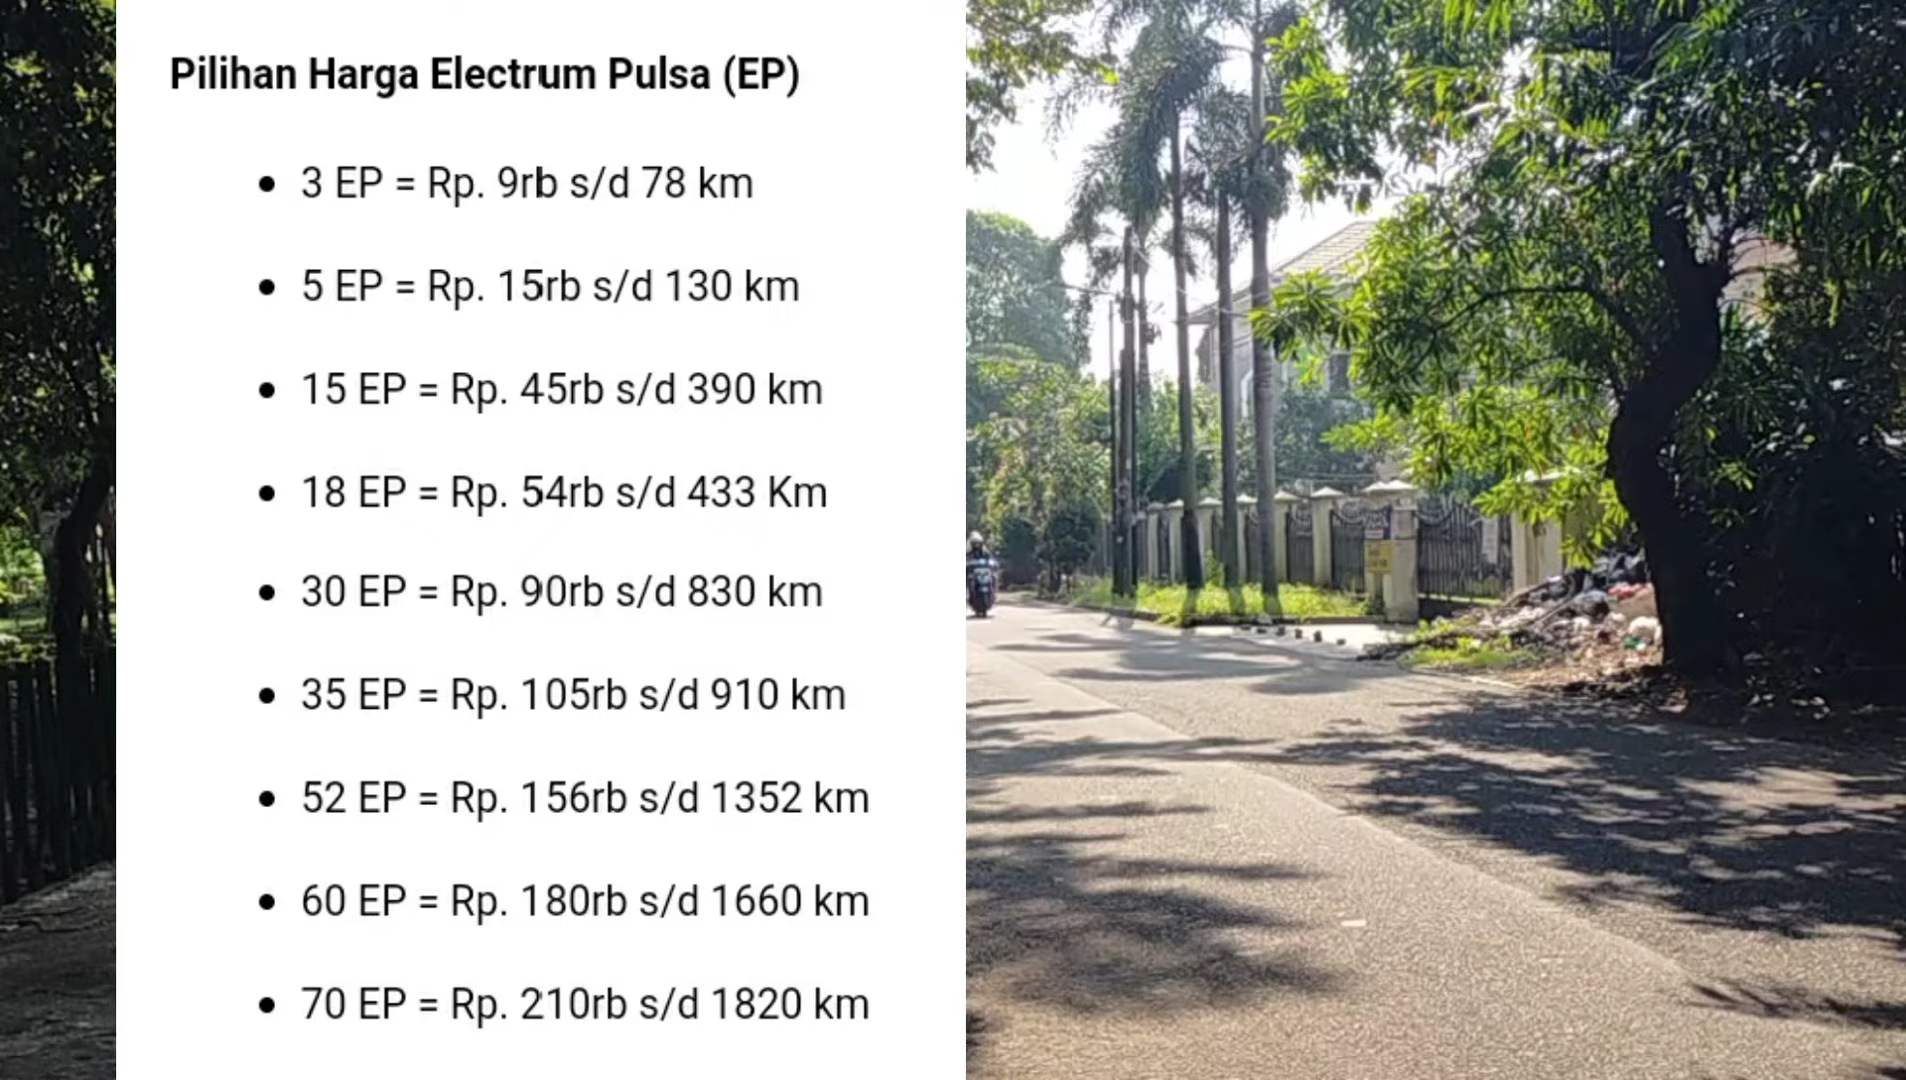 Pilihan Harga Electrum Pulsa (EP)
• 3 EP = Rp. 9rb s/d 78 km
• 5 EP = Rp. 15rb s/d 130 km
• 15 EP = Rp. 45rb s/d 390 km
• 18 EP = Rp. 54rb s/d 433 Km
• 30 EP = Rp. 90rb s/d 830 km
• 35 EP = Rp. 105rb s/d 910 km
• 52 EP = Rp. 156rb s/d 1352 km
• 60 EP = Rp. 180rb s/d 1660 km
• 70 EP = Rp. 210rb s/d 1820 km